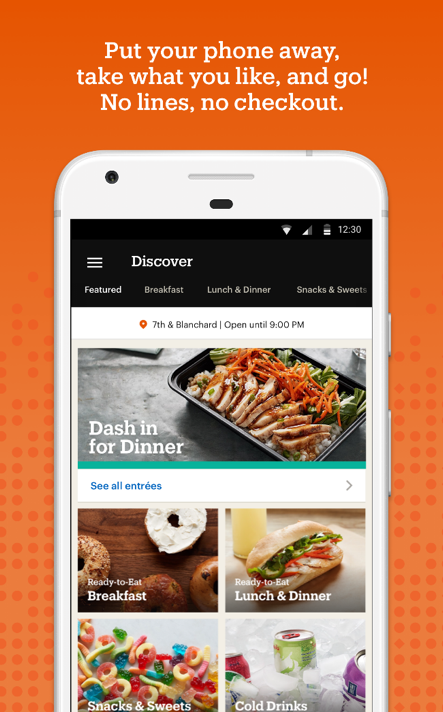 Put your phone away,
take what you like, and go!
No lines, no checkout.
12:30
Discover
Featured Breakfast Lunch & Dinner Snacks & Sweets
7th & Blanchard | Open until 9:00 PM
Dash in
for Dinner
See all entrées
Ready-to-Eat
Breakfast
Ready-to-Eat
Lunch & Dinner
Snacks & Sweets
Cold Drinks